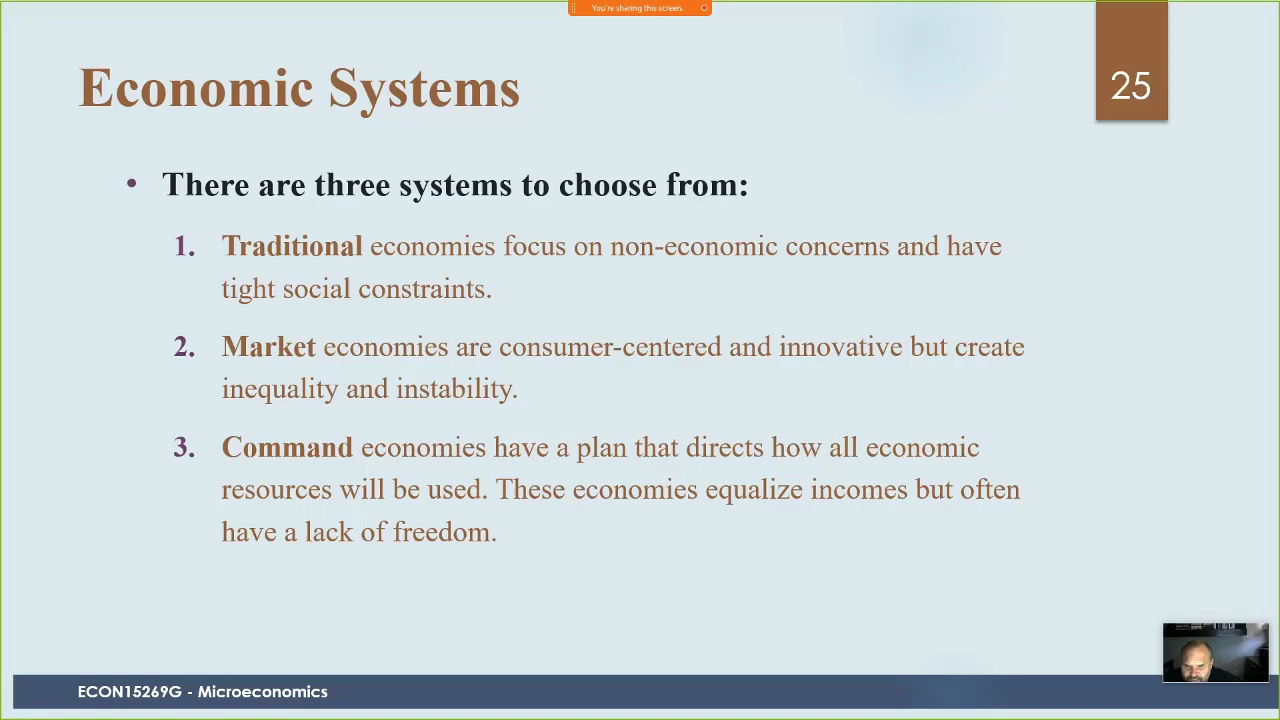 You're sharing this screen.
Economic Systems
25
• There are three systems to choose from:
1. Traditional economies focus on non-economic concerns and have
tight social constraints.
2. Market economies are consumer-centered and innovative but create
inequality and instability.
3. Command economies have a plan that directs how all economic
resources will be used. These economies equalize incomes but often
have a lack of freedom.
ECON15269G - Microeconomics